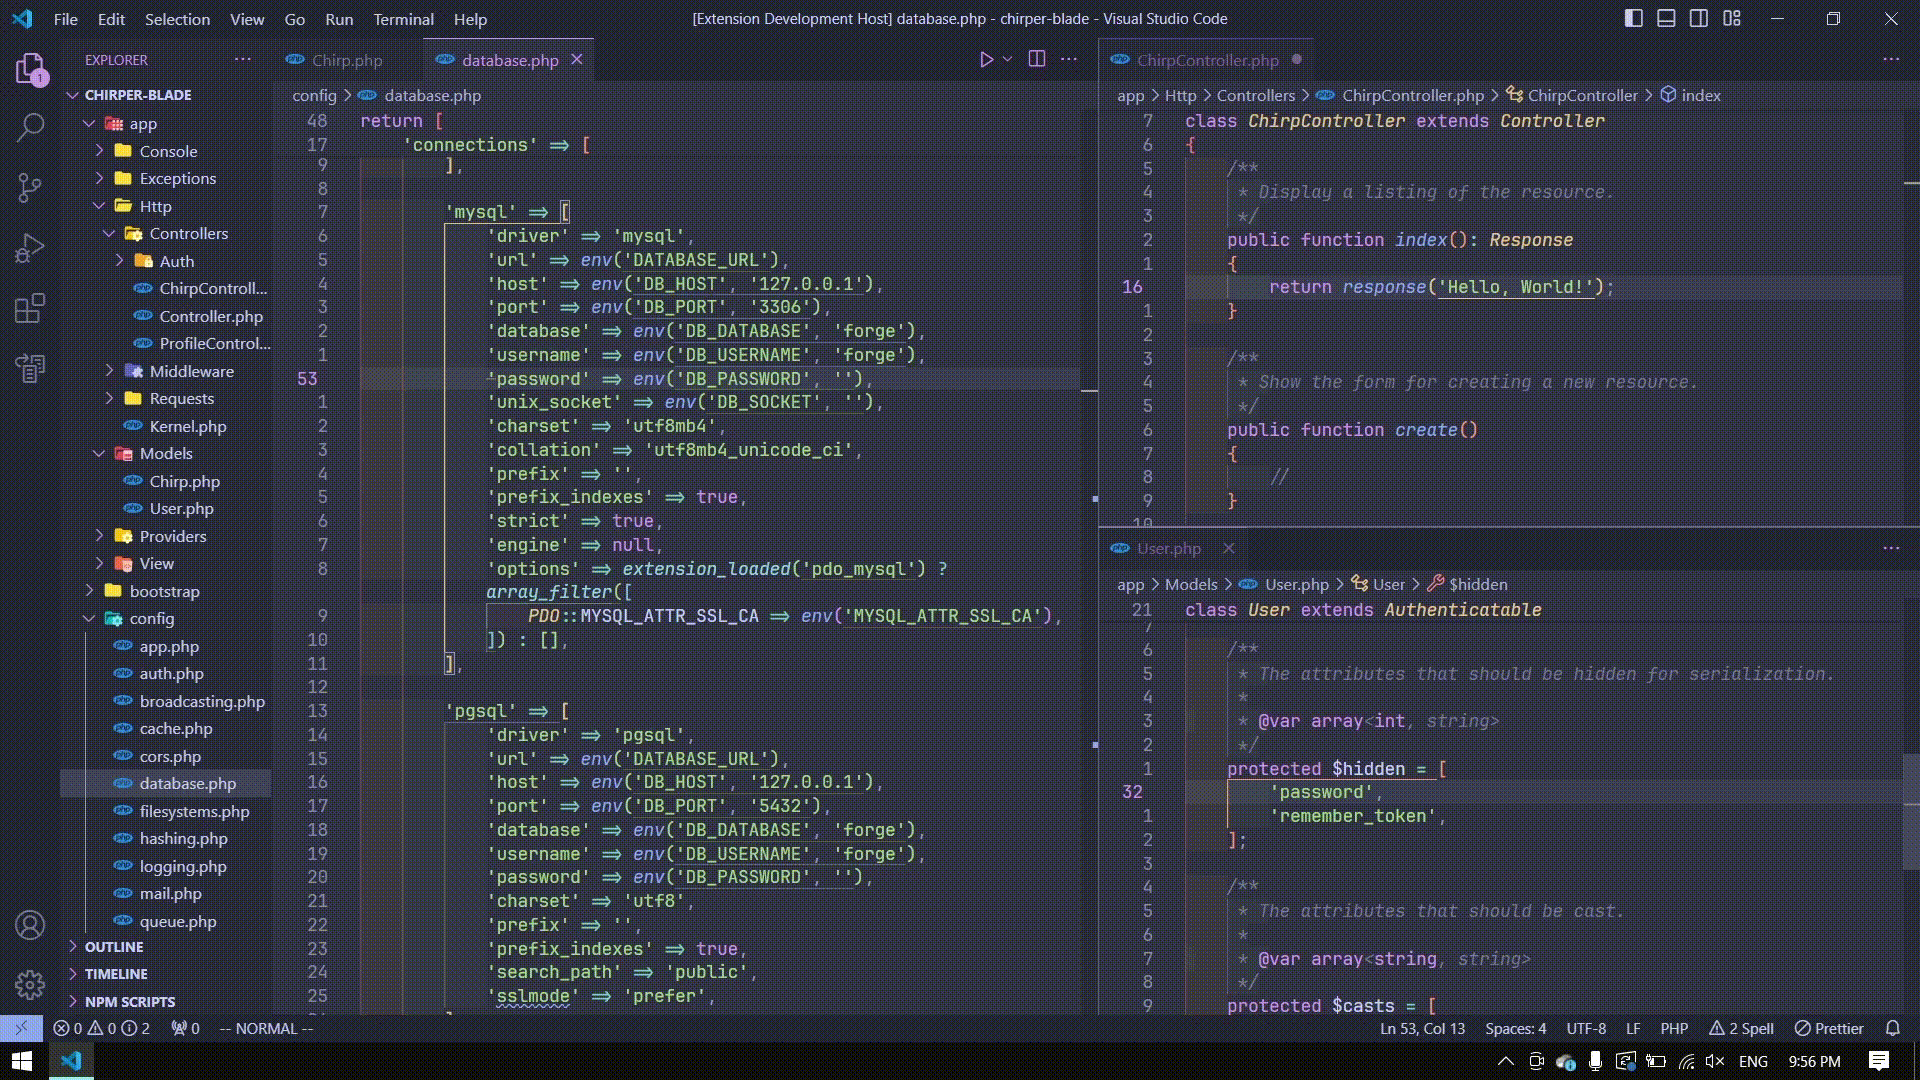 File Edit Selection View Go Run Terminal Help
[Extension Development Host] database.php - chirper-blade - Visual Studio Code
EXPLORER
CHIRPER-BLADE
app
Console
Exceptions
Http
Controllers
Auth
ChirpControll...
Controller.php
ProfileControl...
Middleware
Requests
Kernel.php
Models
Chirp.php
User.php
Providers
View
bootstrap
config
app.php
auth.php
broadcasting.php
cache.php
cors.php
database.php
filesystems.php
hashing.php
logging.php
mail.php
queue.php
OUTLINE
TIMELINE
NPM SCRIPTS
1
Chirp.php
database.php
config > database.php
48 return [
17 'connections' => [
9 ],
8
7 'mysql' => [
6 'driver' => 'mysql',
5 'url' => env('DATABASE_URL'),
4 'host' => env('DB_HOST', '127.0.0.1'),
3 'port' => env('DB_PORT', '3306'),
2 'database' => env('DB_DATABASE', 'forge'),
1 'username' => env('DB_USERNAME', 'forge'),
53 'password' => env('DB_PASSWORD', ''),
1 'unix_socket' => env('DB_SOCKET', ''),
2 'charset' => 'utf8mb4',
3 'collation' => 'utf8mb4_unicode_ci',
4 'prefix' => '',
5 'prefix_indexes' => true,
6 'strict' => true,
7 'engine' => null,
8 'options' => extension_loaded('pdo_mysql') ?
array_filter([
9 PDO::MYSQL_ATTR_SSL_CA => env('MYSQL_ATTR_SSL_CA'),
10 ]) : [],
11 ],
12
13 'pgsql' => [
14 'driver' => 'pgsql',
15 'url' => env('DATABASE_URL'),
16 'host' => env('DB_HOST', '127.0.0.1'),
17 'port' => env('DB_PORT', '5432'),
18 'database' => env('DB_DATABASE', 'forge'),
19 'username' => env('DB_USERNAME', 'forge'),
20 'password' => env('DB_PASSWORD', ''),
21 'charset' => 'utf8',
22 'prefix' => '',
23 'prefix_indexes' => true,
24 'search_path' => 'public',
25 'sslmode' => 'prefer',
ChirpController.php
app > Http > Controllers > ChirpController.php > ChirpController > index
7 class ChirpController extends Controller
6 {
5 /**
4 * Display a listing of the resource.
3 */
2 public function index(): Response
1 {
16 return response('Hello, World!');
1 }
2
3 /**
4 * Show the form for creating a new resource.
5 */
6 public function create()
7 {
8 //
9 }
10
User.php
app > Models > User.php > User > $hidden
21 class User extends Authenticatable
7
6 /**
5 * The attributes that should be hidden for serialization.
4 *
3 * @var array<int, string>
2 */
1 protected $hidden = [
32 'password',
1 'remember_token',
2 ];
3
4 /**
5 * The attributes that should be cast.
6 *
7 * @var array<string, string>
8 */
9 protected $casts = [
0 0 2 0 -- NORMAL --
Ln 53, Col 13 Spaces: 4 UTF-8 LF PHP 2 Spell Prettier
ENG 9:56 PM